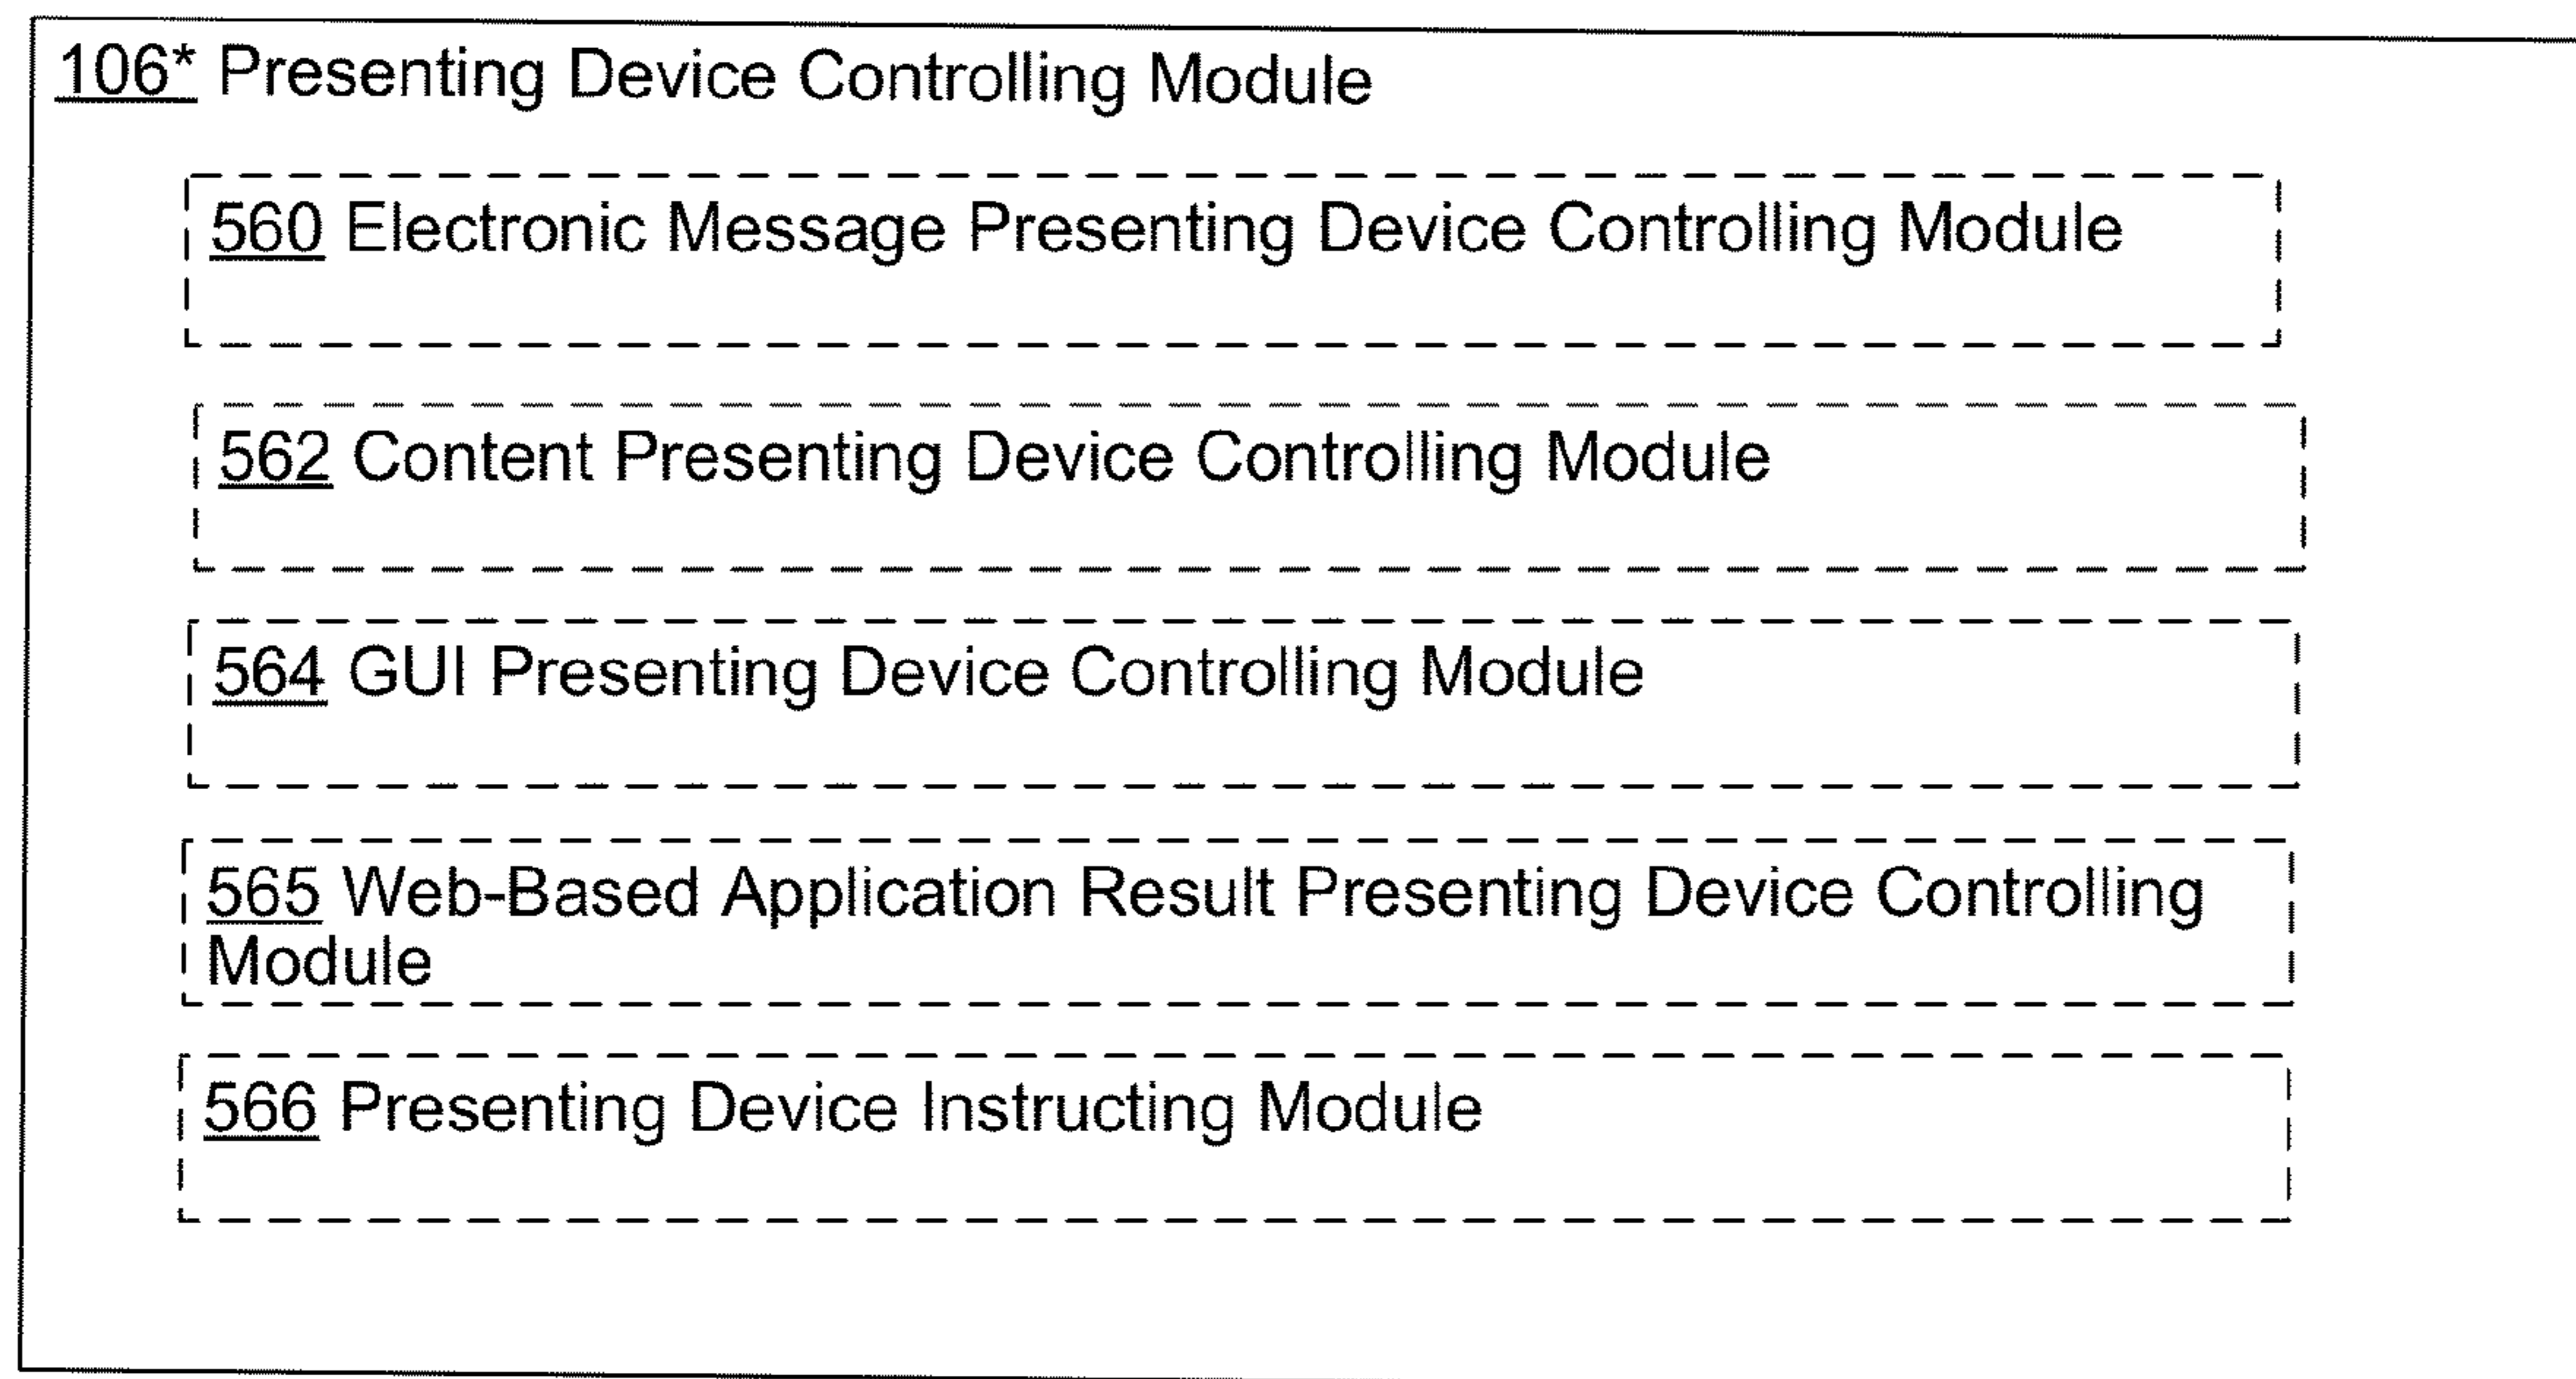 106* Presenting Device Controlling Module
560 Electronic Message Presenting Device Controlling Module
562 Content Presenting Device Controlling Module
564 GUI Presenting Device Controlling Module
565 Web-Based Application Result Presenting Device Controlling
Module
566 Presenting Device Instructing Module